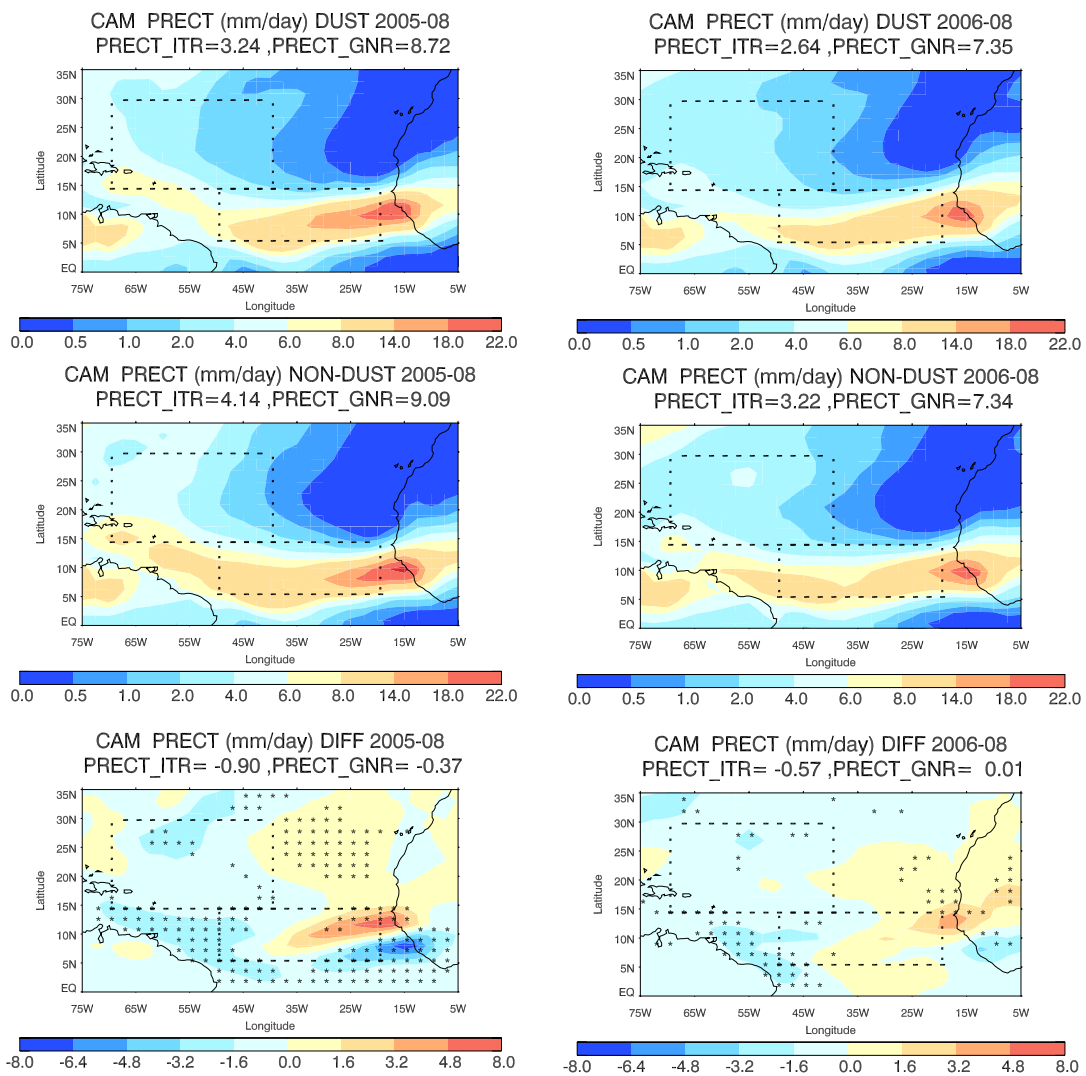 CAM PRECT (mm/day) DUST 2005-08
PRECT_ITR=3.24 ,PRECT_GNR=8.72
35N
30N
25N
20N
15N
10N
5N
EQ
Latitude
75W 65W 55W 45W 35W 25W 15W 5W
Longitude
0.0 0.5 1.0 2.0 4.0 6.0 8.0 14.0 18.0 22.0
CAM PRECT (mm/day) DUST 2006-08
PRECT_ITR=2.64 ,PRECT_GNR=7.35
35N
30N
25N
20N
15N
10N
5N
EQ
Latitude
75W 65W 55W 45W 35W 25W 15W 5W
Longitude
0.0 0.5 1.0 2.0 4.0 6.0 8.0 14.0 18.0 22.0
CAM PRECT (mm/day) NON-DUST 2005-08
PRECT_ITR=4.14 ,PRECT_GNR=9.09
35N
30N
25N
20N
15N
10N
5N
EQ
Latitude
75W 65W 55W 45W 35W 25W 15W 5W
Longitude
0.0 0.5 1.0 2.0 4.0 6.0 8.0 14.0 18.0 22.0
CAM PRECT (mm/day) NON-DUST 2006-08
PRECT_ITR=3.22 ,PRECT_GNR=7.34
35N
30N
25N
20N
15N
10N
5N
EQ
Latitude
75W 65W 55W 45W 35W 25W 15W 5W
Longitude
0.0 0.5 1.0 2.0 4.0 6.0 8.0 14.0 18.0 22.0
CAM PRECT (mm/day) DIFF 2005-08
PRECT_ITR= -0.90 ,PRECT_GNR= -0.37
35N
30N
25N
20N
15N
10N
5N
EQ
Latitude
75W 65W 55W 45W 35W 25W 15W 5W
Longitude
-8.0 -6.4 -4.8 -3.2 -1.6 0.0 1.6 3.2 4.8 8.0
CAM PRECT (mm/day) DIFF 2006-08
PRECT_ITR= -0.57 ,PRECT_GNR= 0.01
35N
30N
25N
20N
15N
10N
5N
EQ
Latitude
75W 65W 55W 45W 35W 25W 15W 5W
Longitude
-8.0 -6.4 -4.8 -3.2 -1.6 0.0 1.6 3.2 4.8 8.0